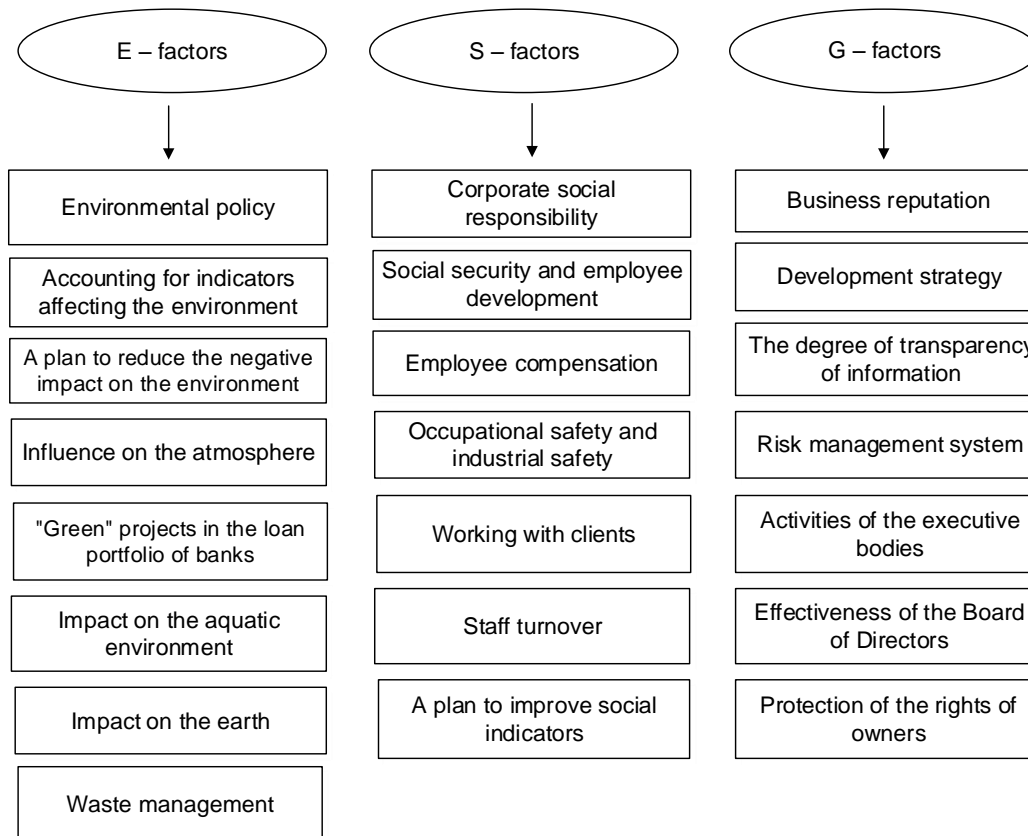 E – factors
Environmental policy
Accounting for indicators
affecting the environment
A plan to reduce the negative
impact on the environment
Influence on the atmosphere
"Green" projects in the loan
portfolio of banks
Impact on the aquatic
environment
Impact on the earth
Waste management
S – factors
Corporate social
responsibility
Social security and employee
development
Employee compensation
Occupational safety and
industrial safety
Working with clients
Staff turnover
A plan to improve social
indicators
G – factors
Business reputation
Development strategy
The degree of transparency
of information
Risk management system
Activities of the executive
bodies
Effectiveness of the Board
of Directors
Protection of the rights of
owners